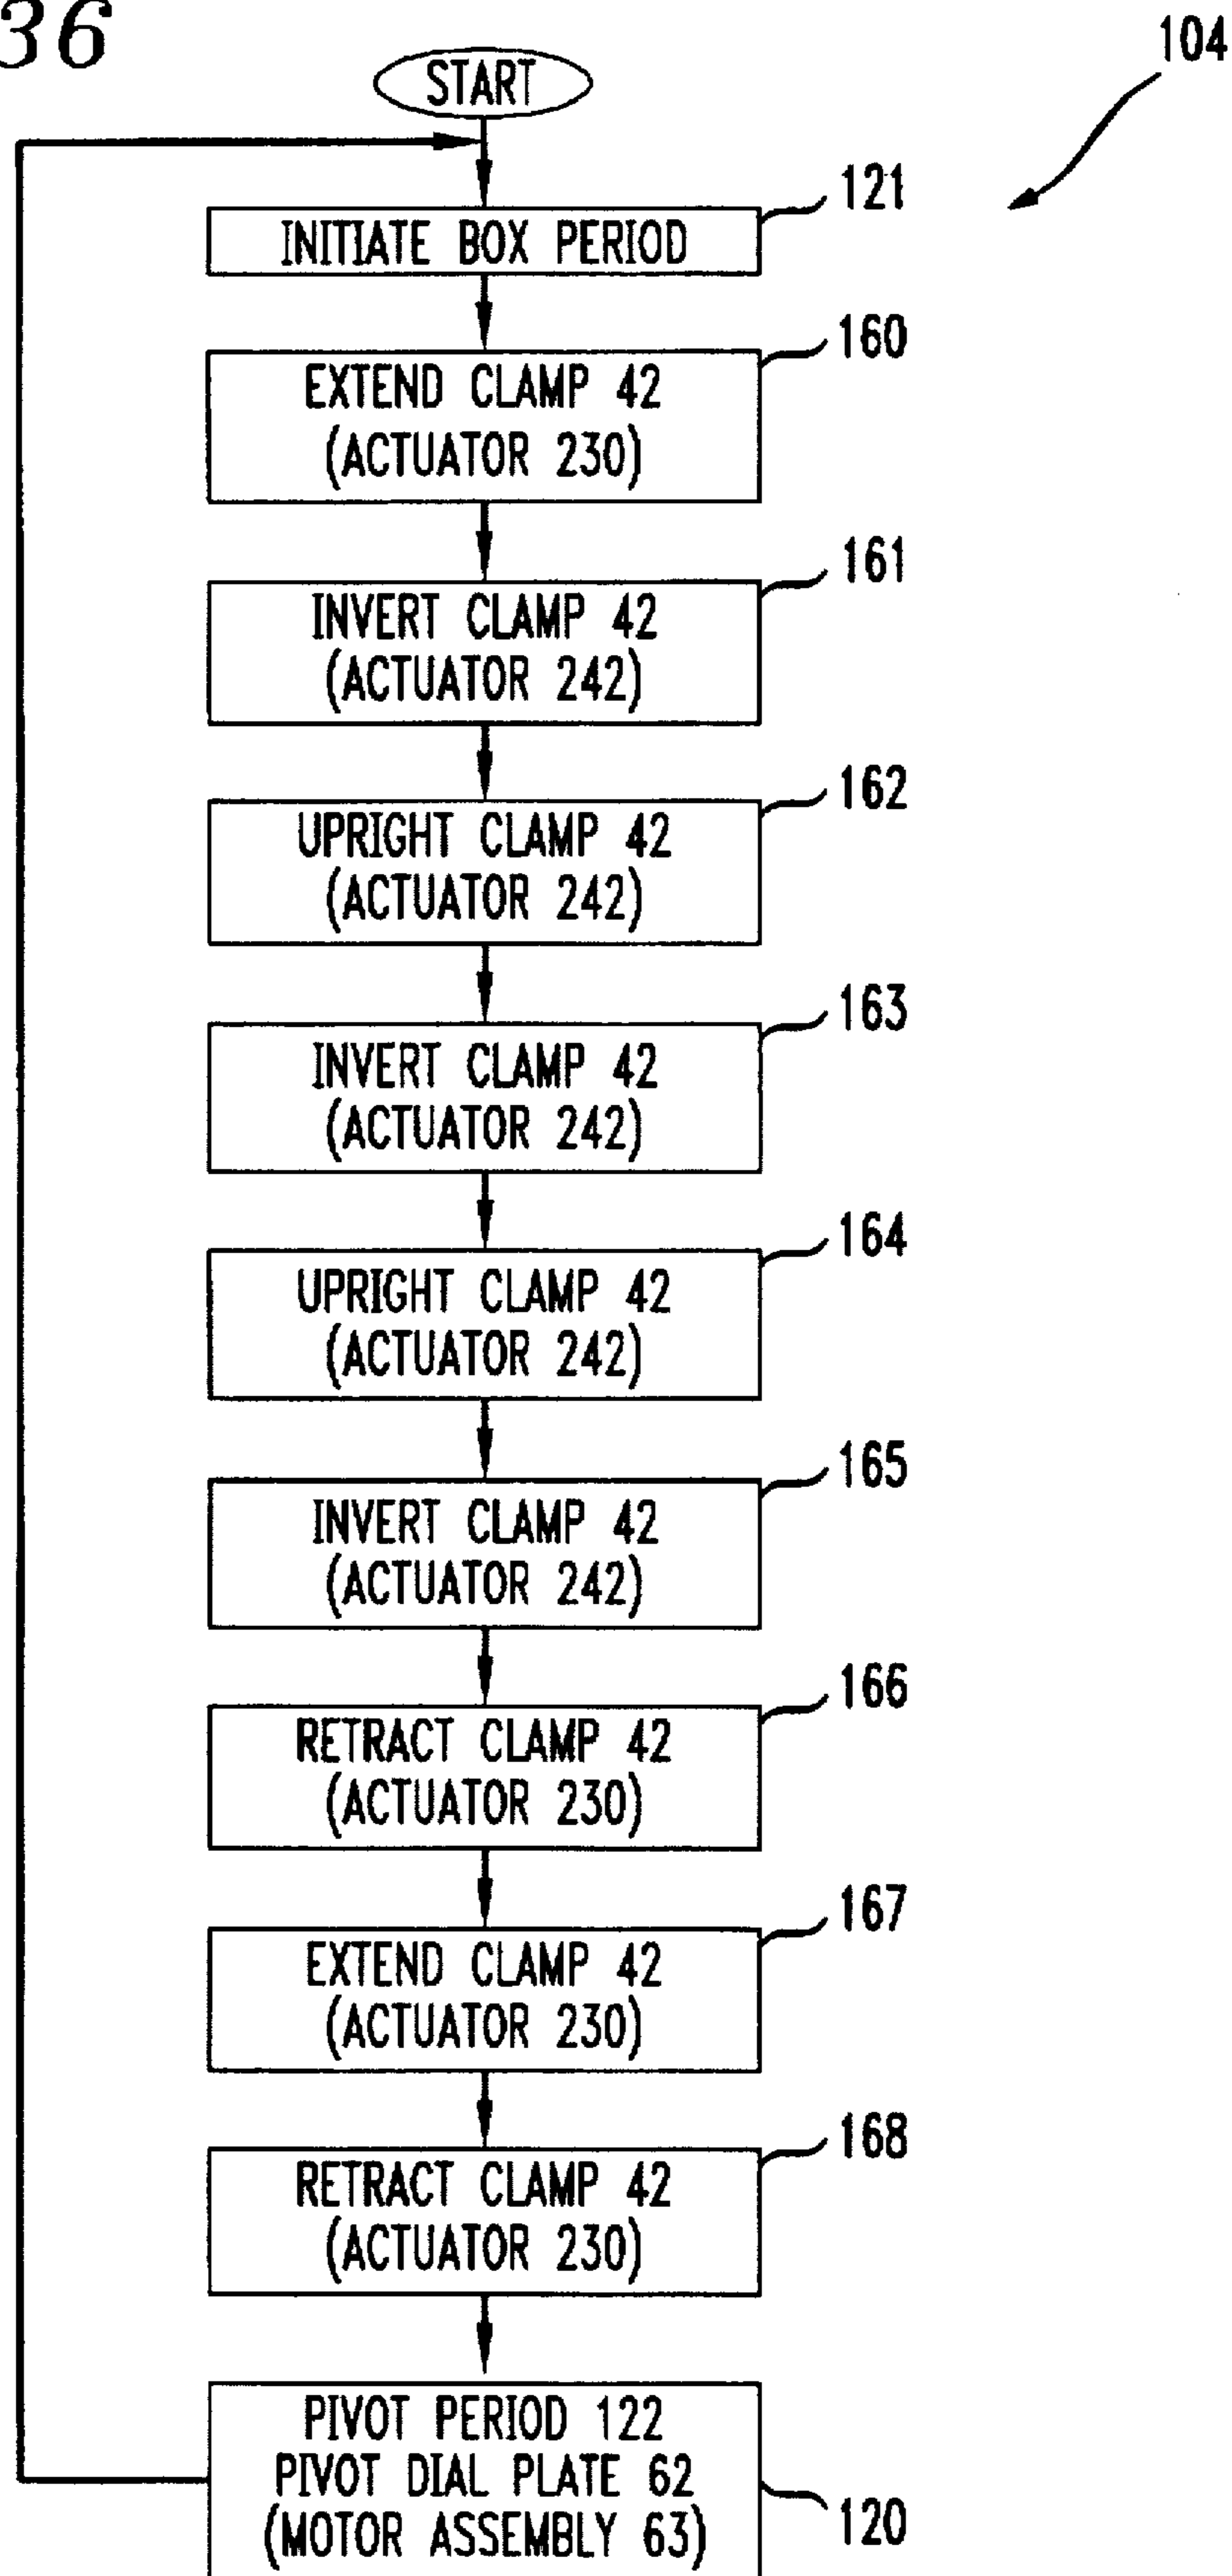 36
104
START
121
INITIATE BOX PERIOD
160
EXTEND CLAMP 42
(ACTUATOR 230)
161
INVERT CLAMP 42
(ACTUATOR 242)
162
UPRIGHT CLAMP 42
(ACTUATOR 242)
163
INVERT CLAMP 42
(ACTUATOR 242)
164
UPRIGHT CLAMP 42
(ACTUATOR 242)
165
INVERT CLAMP 42
(ACTUATOR 242)
166
RETRACT CLAMP 42
(ACTUATOR 230)
167
EXTEND CLAMP 42
(ACTUATOR 230)
168
RETRACT CLAMP 42
(ACTUATOR 230)
PIVOT PERIOD 122
PIVOT DIAL PLATE 62
(MOTOR ASSEMBLY 63)
120